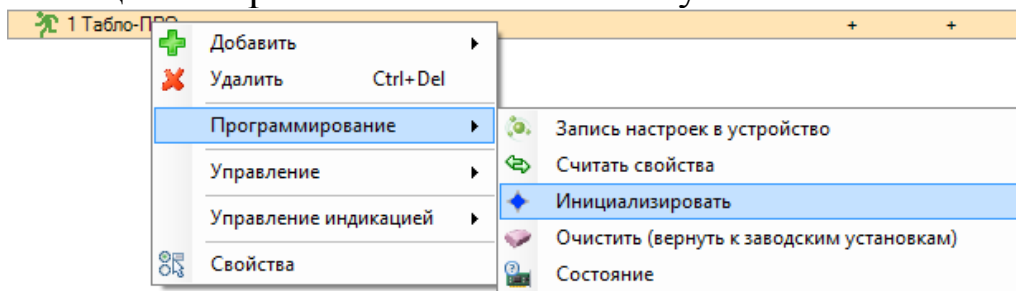 1 Табло-ПРО
+ +
Добавить
Удалить Ctrl+Del
Программирование
Управление
Управление индикацией
Свойства
Запись настроек в устройство
Считать свойства
Инициализировать
Очистить (вернуть к заводским установкам)
Состояние